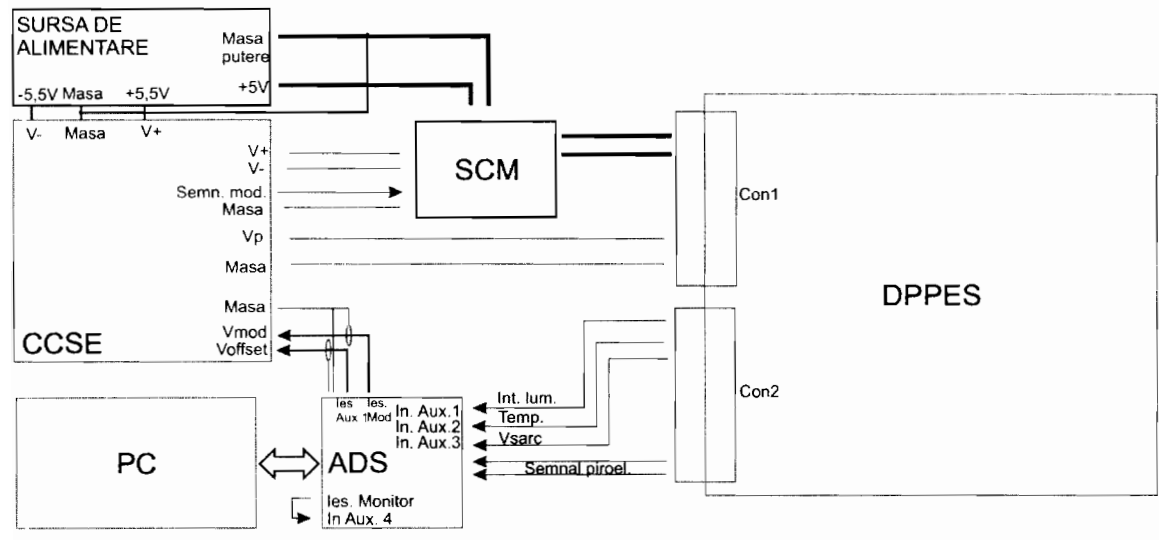 SURSA DE
ALIMENTARE
Masa
putere
+5V
-5,5V Masa +5,5V
V- Masa V+
V+
V-
Semn. mod.
Masa
Vp
Masa
Masa
Vmod
Voffset
CCSE
SCM
Con1
DPPES
Con2
Ies Ies.
Aux 1 Mod
In. Aux.1
In. Aux.2
In. Aux.3
Int. lum.
Temp.
Vsarc
Semnal piroel.
PC
ADS
Ies. Monitor
In Aux. 4